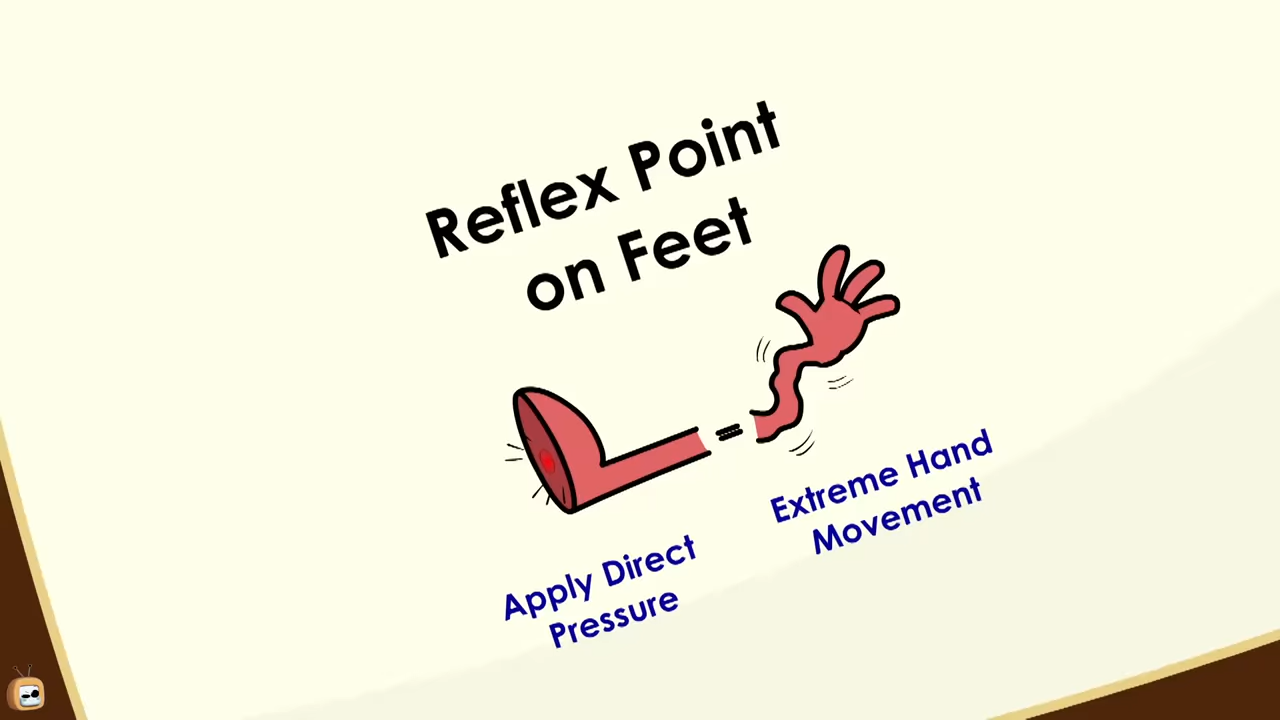 Reflex Point
on Feet
=
Extreme Hand
Movement
Apply Direct
Pressure